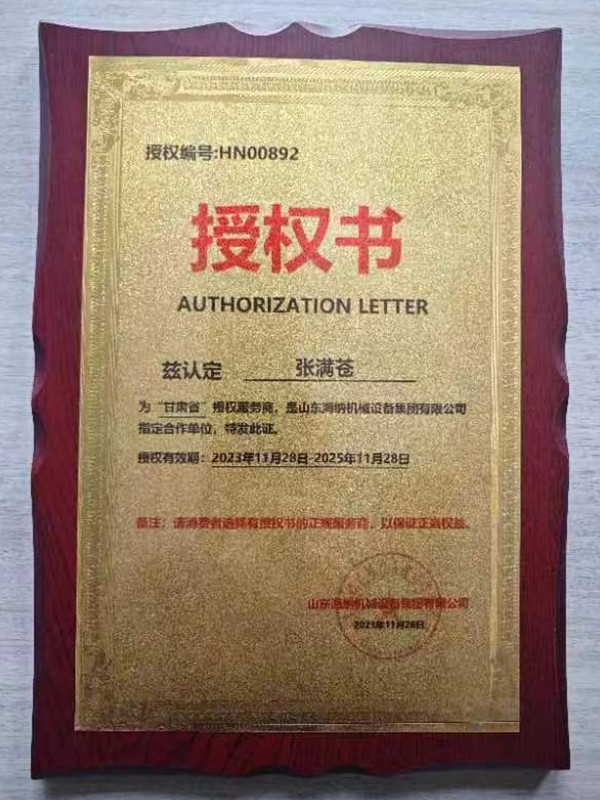 授权编号:HN00892
授权书
AUTHORIZATION LETTER
兹认定 张满苍
为“甘肃省”授权服务商，是山东海纳机械设备集团有限公司
指定合作单位，特发此证。
授权有效期：2023年11月28日-2025年11月28日
备注：请消费者选择有授权书的正规服务商，以保证正当权益。
山东海纳机械设备集团有限公司
2023年11月28日